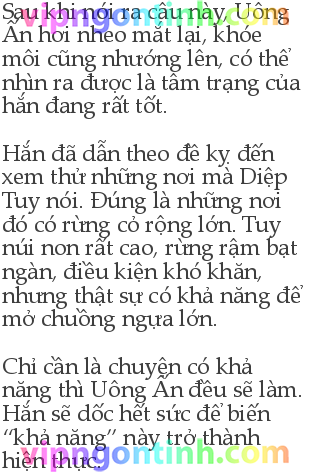 Sau khi nói ra câu này, Uông
Ấn hơi nheo mắt lại, khóe
môi cũng nhướng lên, có thể
nhìn ra được là tâm trạng của
hắn đang rất tốt.
Hắn đã dẫn theo đề kỵ đến
xem thử những nơi mà Diệp
Tuy nói. Đúng là những nơi
đó có rừng cỏ rộng lớn. Tuy
núi non rất cao, rừng rậm bạt
ngàn, điều kiện khó khăn,
nhưng thật sự có khả năng để
mở chuồng ngựa lớn.
Chỉ cần là chuyện có khả
năng thì Uông Ấn đều sẽ làm.
Hắn sẽ dốc hết sức để biến
“khả năng” này trở thành
hiện thực.
vipngontinh.com
vipngontinh.com